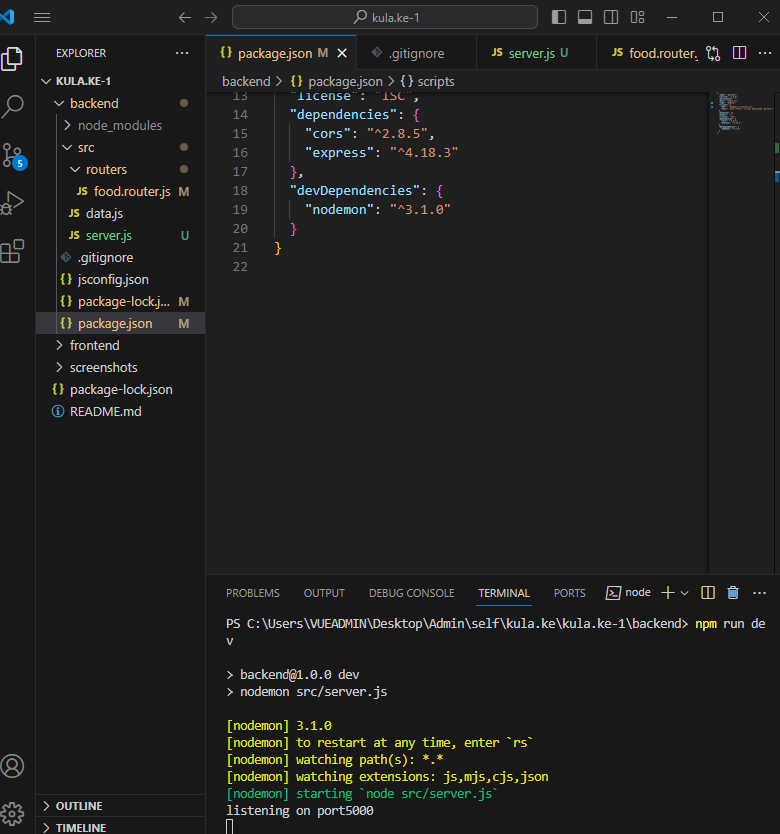 kula.ke-1
EXPLORER
KULA.KE-1
backend
node_modules
src
routers
JS food.router.js M
JS data.js
JS server.js U
.gitignore
{} jsconfig.json
{} package-lock.j... M
{} package.json M
frontend
screenshots
{} package-lock.json
README.md
OUTLINE
TIMELINE
5
{} package.json M
.gitignore
JS server.js U
JS food.router.
backend > {} package.json > {} scripts
13 "license": "ISC",
14 "dependencies": {
15 "cors": "^2.8.5",
16 "express": "^4.18.3"
17 },
18 "devDependencies": {
19 "nodemon": "^3.1.0"
20 }
21 }
22
PROBLEMS OUTPUT DEBUG CONSOLE TERMINAL PORTS node
PS C:\Users\VUEADMIN\Desktop\Admin\self\kula.ke\kula.ke-1\backend> npm run de
v
> backend@1.0.0 dev
> nodemon src/server.js
[nodemon] 3.1.0
[nodemon] to restart at any time, enter `rs`
[nodemon] watching path(s): *.*
[nodemon] watching extensions: js,mjs,cjs,json
[nodemon] starting `node src/server.js`
listening on port5000